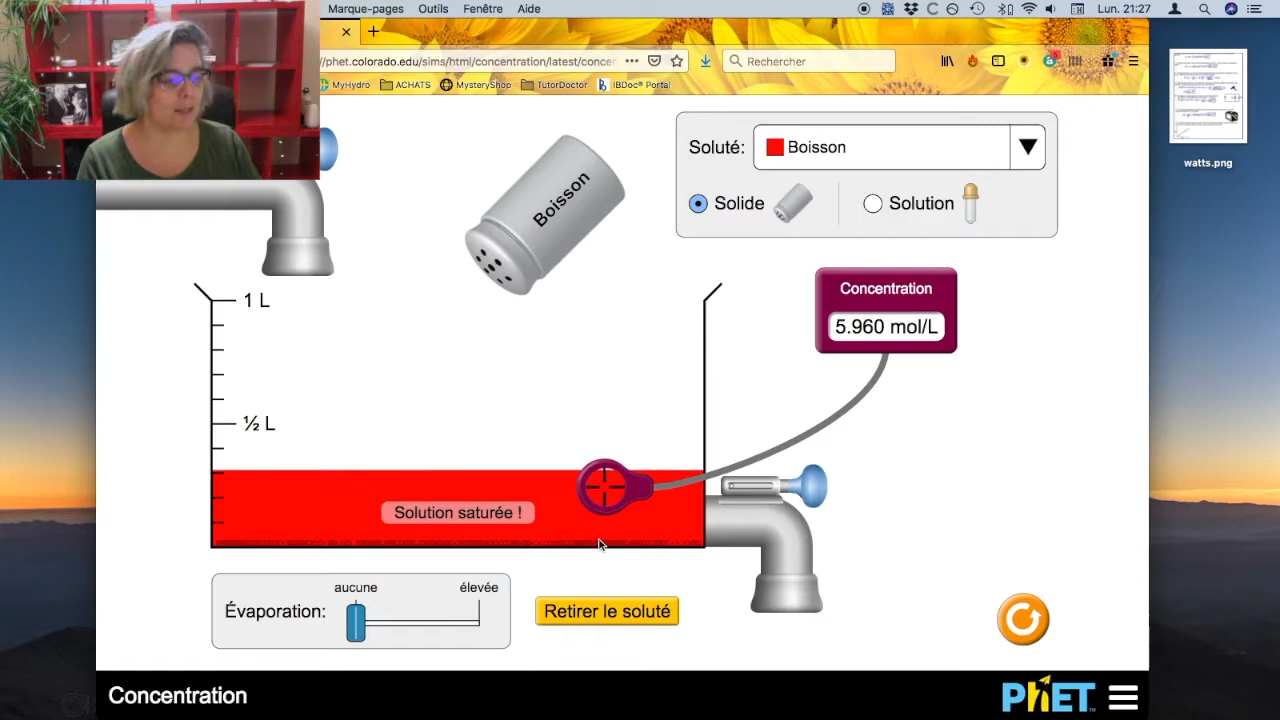 Marque-pages Outils Fenêtre Aide Lun. 21:27
//phet.colorado.edu/sims/html/concentration/latest/concen Rechercher
MyHydro ACHATS MysteryShop TutorDoctor IBDoc® Portal
watts.png
Soluté: Boisson
Solide Solution
Boisson
Concentration
5.960 mol/L
1 L
½ L
Solution saturée !
aucune élevée
Évaporation:
Retirer le soluté
Concentration
PhET